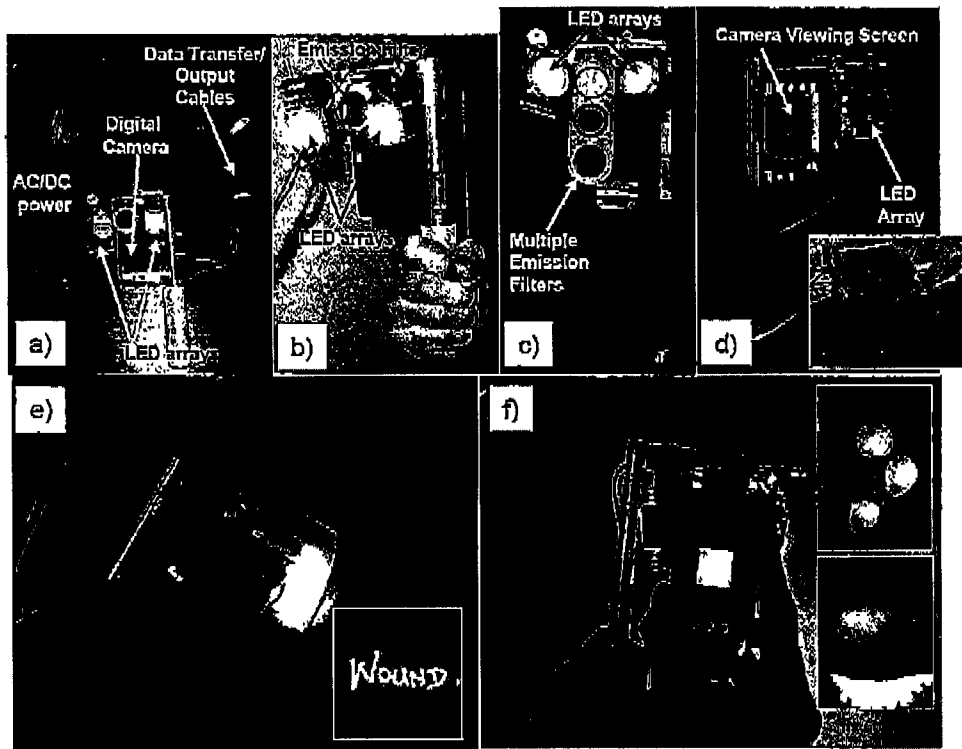 Data Transfer/
Output
Cables
Digital
Camera
AC/DC
power
LED arrays
a)
Emission Filter
LED arrays
b)
LED arrays
Multiple
Emission
Filters
c)
Camera Viewing Screen
LED
Array
d)
e)
WOUND
f)